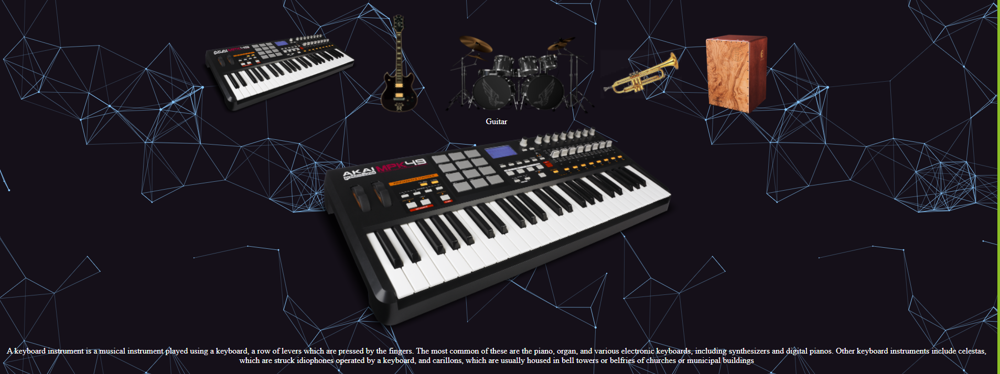 AKAI MPK49
Guitar
AKAI MPK49
professional
A keyboard instrument is a musical instrument played using a keyboard, a row of levers which are pressed by the fingers. The most common of these are the piano, organ, and various electronic keyboards, including synthesizers and digital pianos. Other keyboard instruments include celestas,
which are struck idiophones operated by a keyboard, and carillons, which are usually housed in bell towers or belfries of churches or municipal buildings